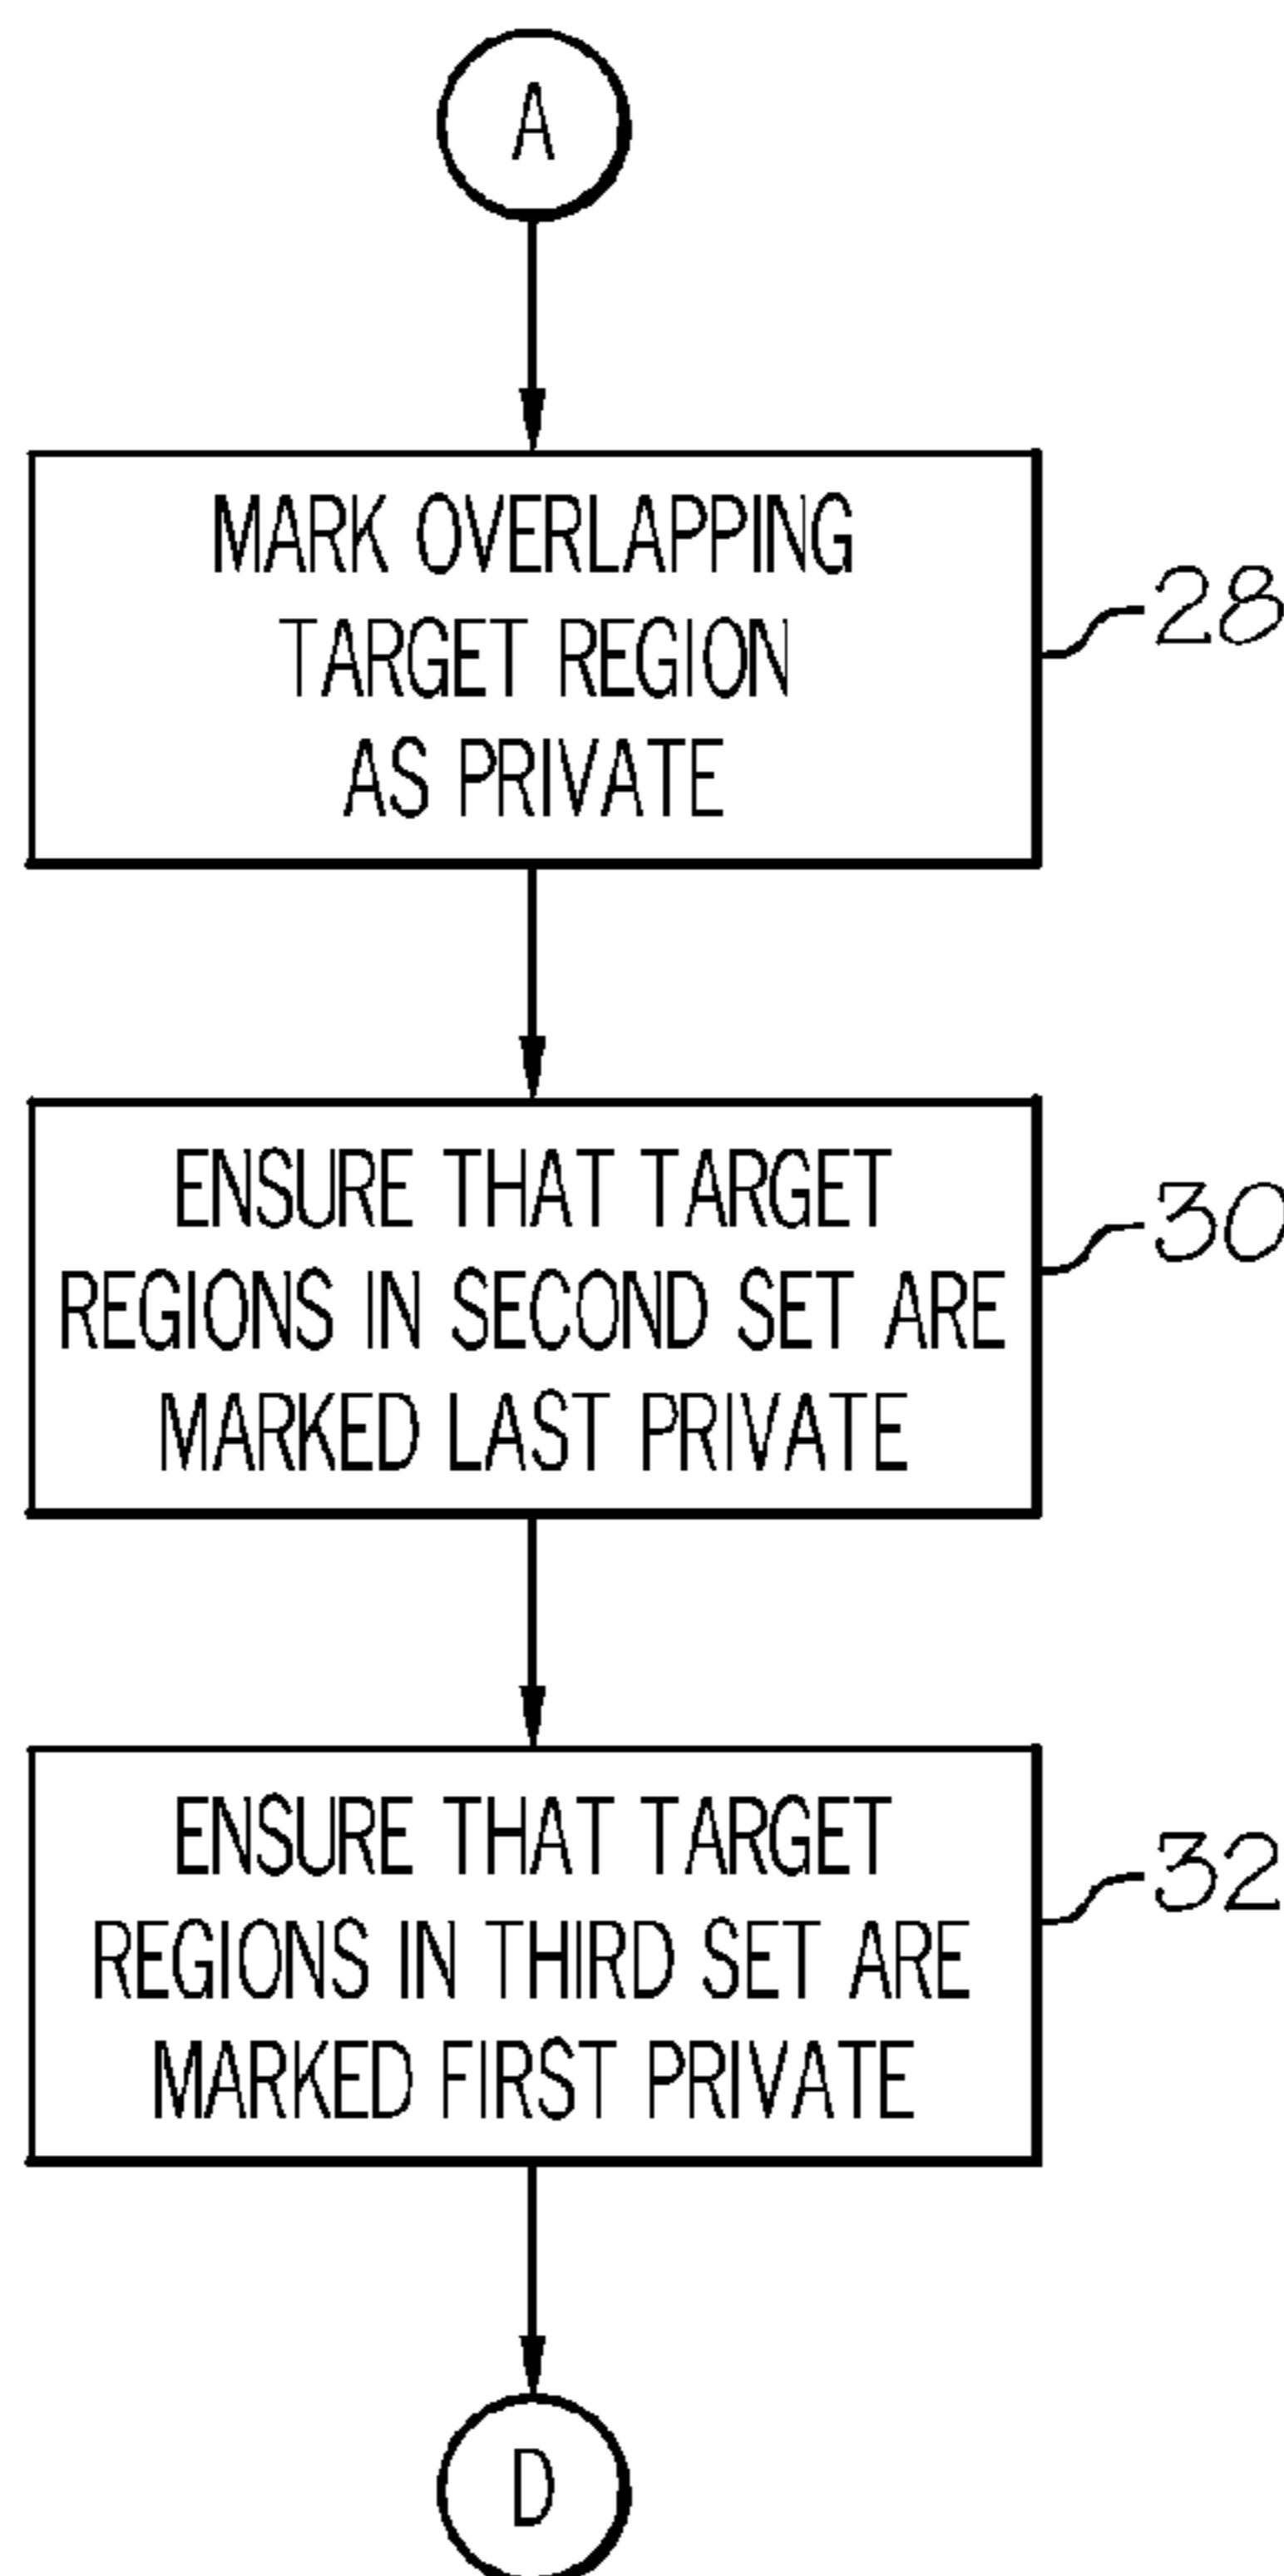 A
MARK OVERLAPPING
TARGET REGION
AS PRIVATE
28
ENSURE THAT TARGET
REGIONS IN SECOND SET ARE
MARKED LAST PRIVATE
30
ENSURE THAT TARGET
REGIONS IN THIRD SET ARE
MARKED FIRST PRIVATE
32
D